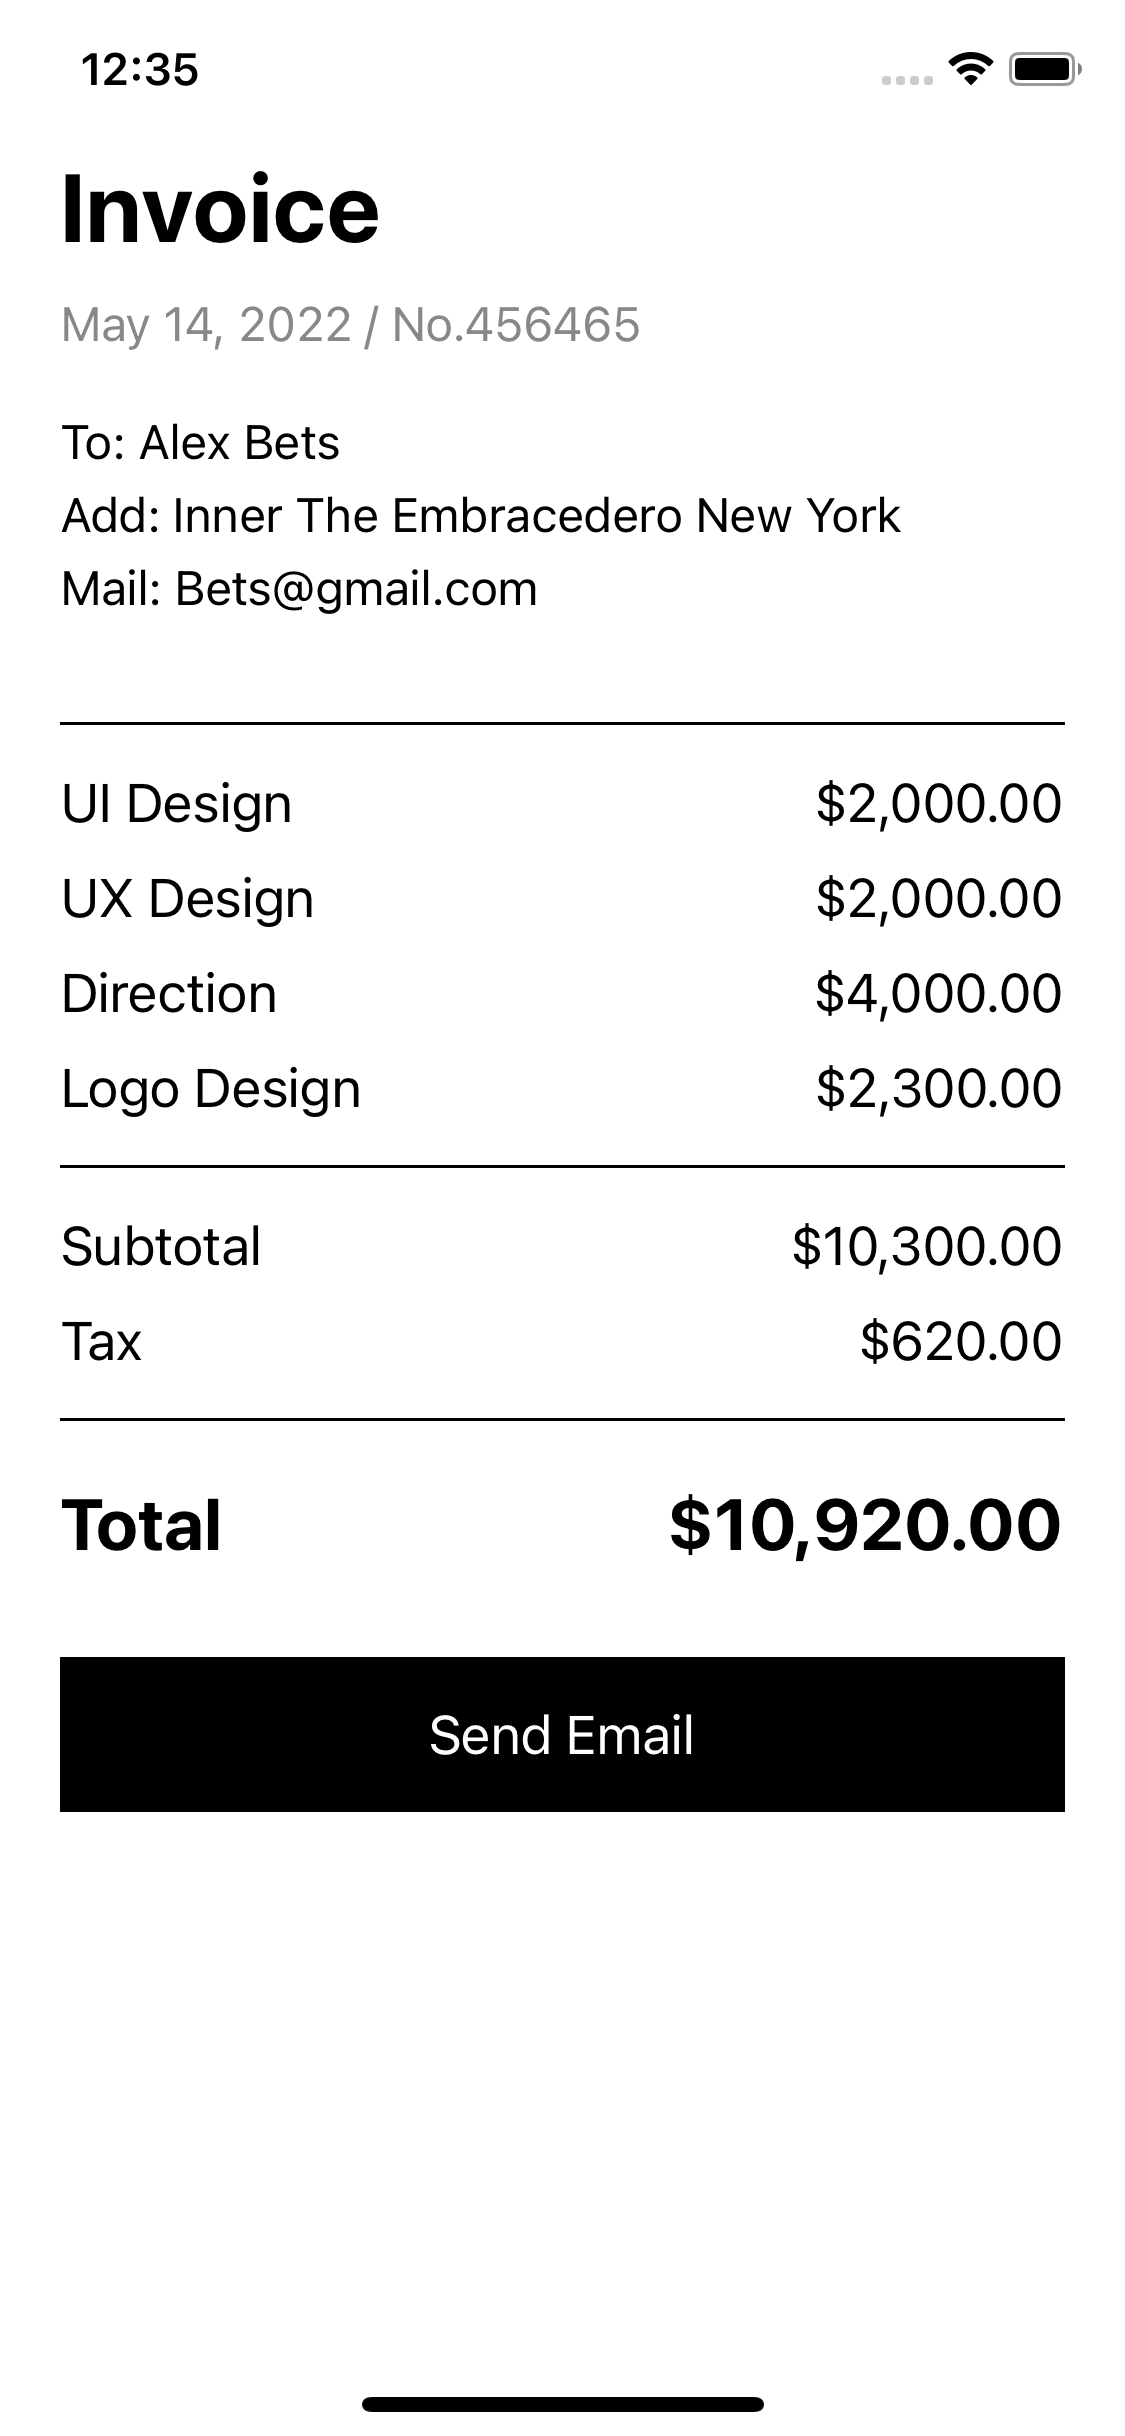 12:35
Invoice
May 14, 2022 / No.456465
To: Alex Bets
Add: Inner The Embracedero New York
Mail: Bets@gmail.com
UI Design $2,000.00
UX Design $2,000.00
Direction $4,000.00
Logo Design $2,300.00
Subtotal $10,300.00
Tax $620.00
Total $10,920.00
Send Email